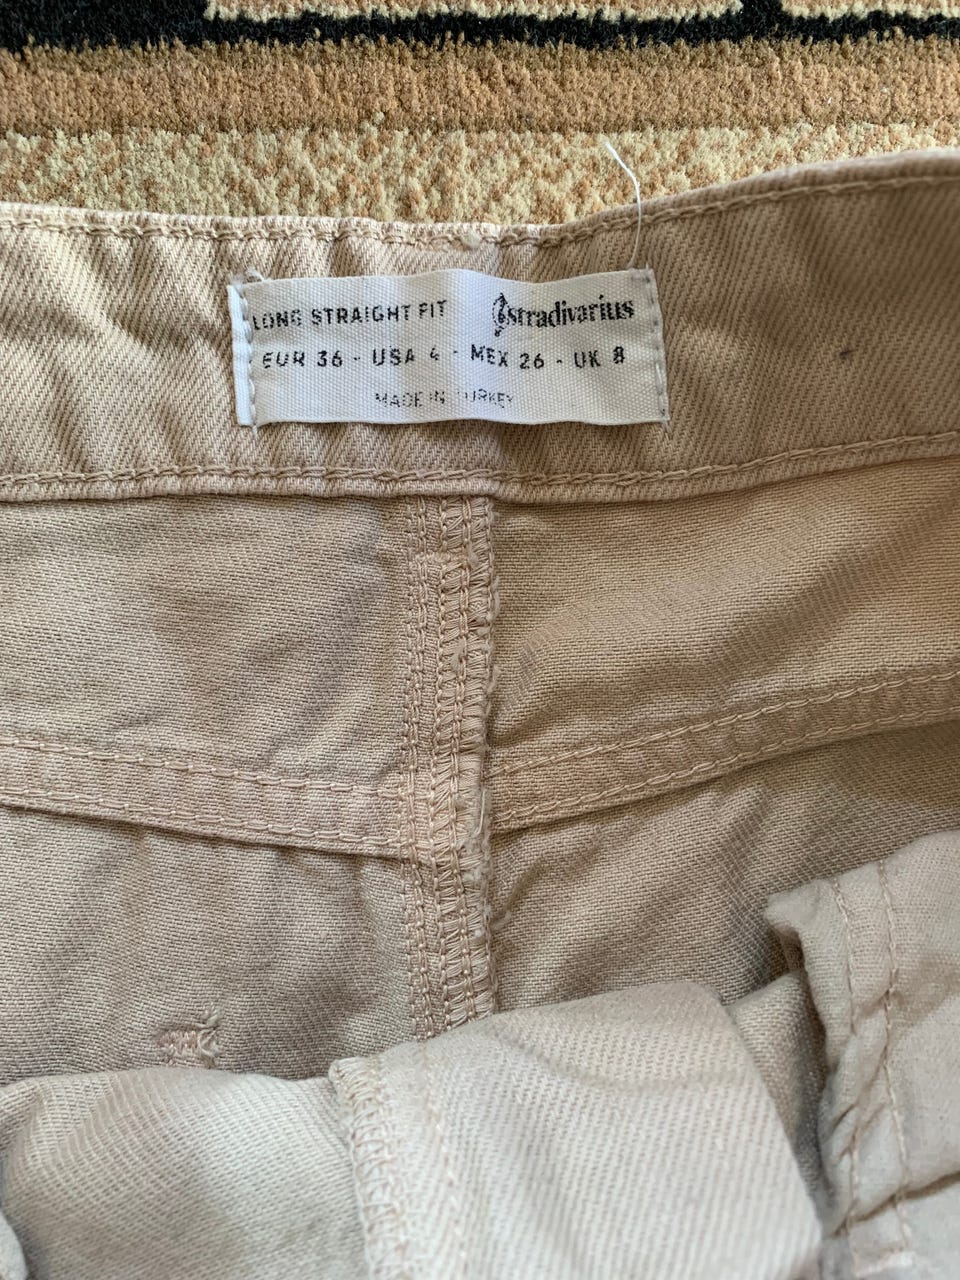 LONG STRAIGHT FIT stradivarius
EUR 36 - USA 4 - MEX 26 - UK 8
MADE IN TURKEY